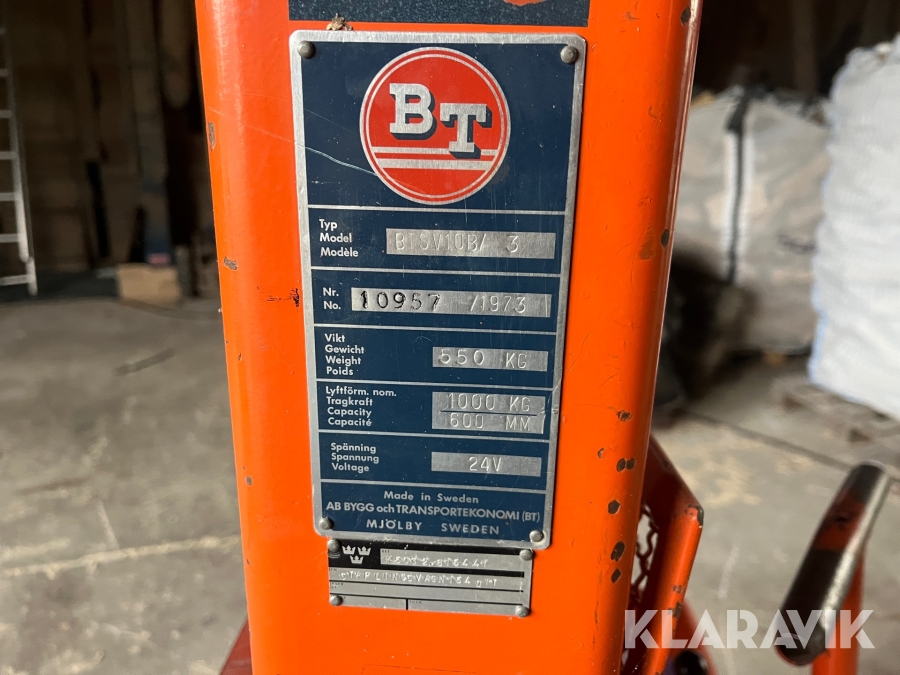 BT
Typ
Model
Modèle
BTSV10B/ 3
Nr.
No.
10957 /1973
Vikt
Gewicht
Weight
Poids
550 KG
Lyftförm. nom.
Tragkraft
Capacity
Capacité
1000 KG
600 MM
Spänning
Spannung
Voltage
24V
Made in Sweden
AB BYGG och TRANSPORTEKONOMI (BT)
MJÖLBY SWEDEN
KLARAVIK